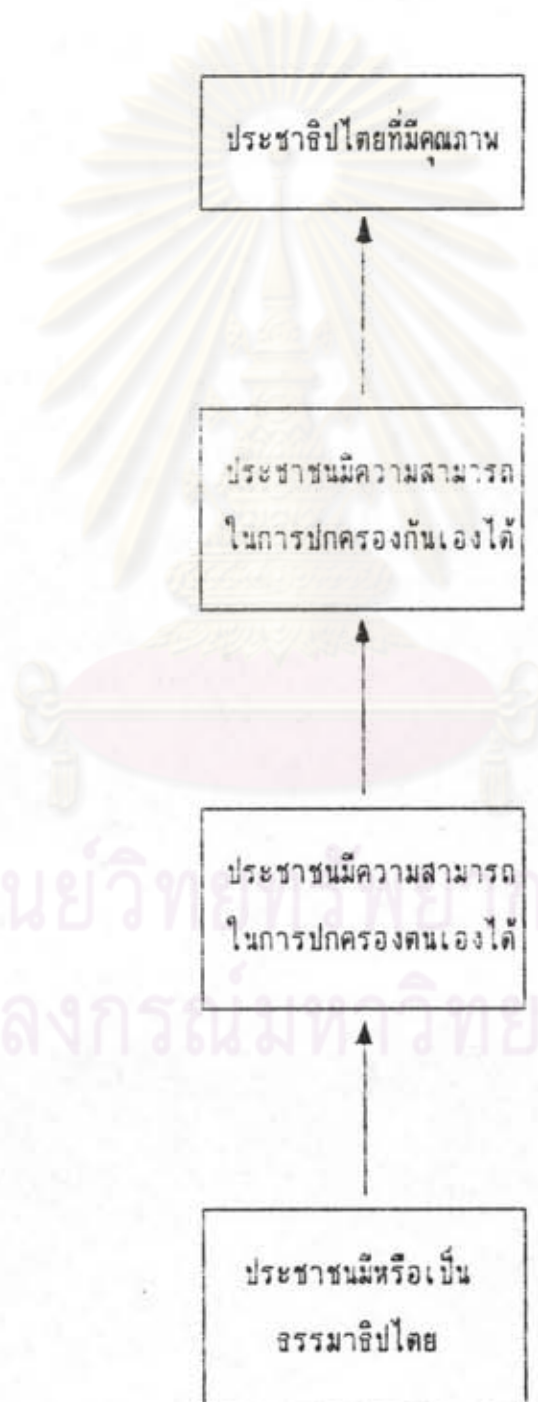 ประชาธิปไตยที่มีคุณภาพ
ประชาชนมีความสามารถ
ในการปกครองกันเองได้
ประชาชนมีความสามารถ
ในการปกครองตนเองได้
ประชาชนมีหรือเป็น
ธรรมาธิปไตย